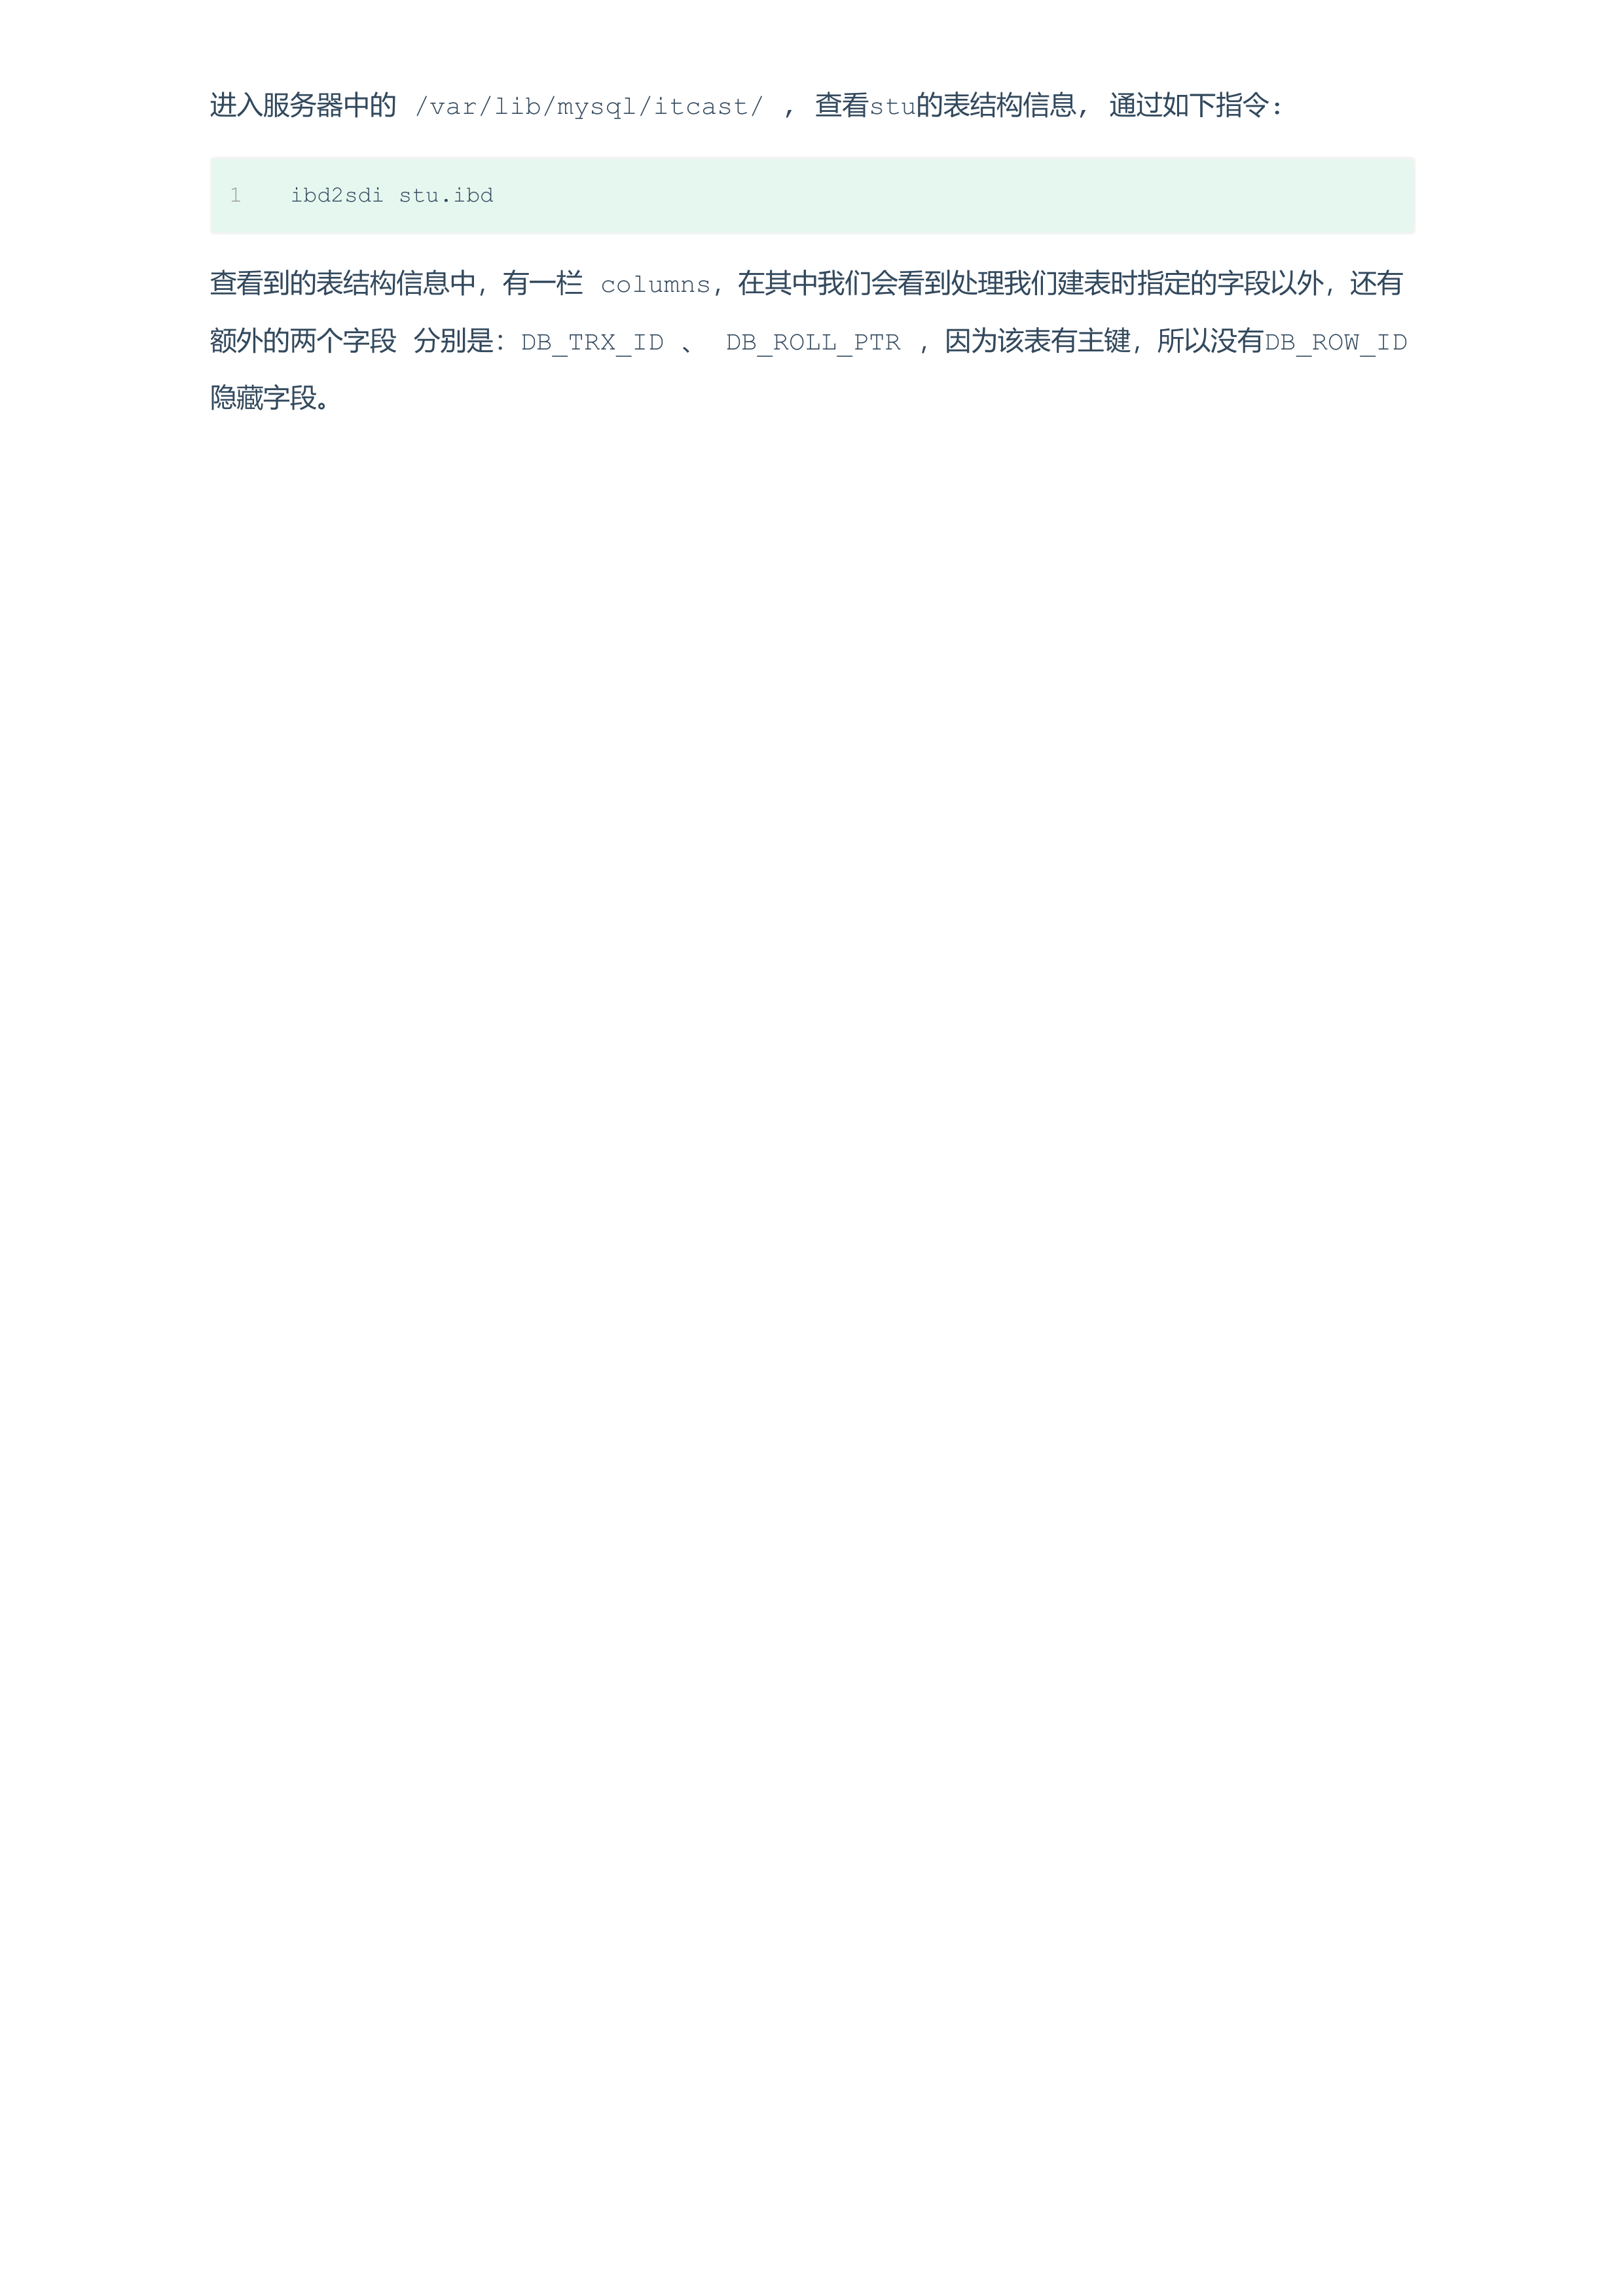 进入服务器中的 /var/lib/mysql/itcast/ , 查看stu的表结构信息, 通过如下指令:
1 ibd2sdi stu.ibd
查看到的表结构信息中，有一栏 columns，在其中我们会看到处理我们建表时指定的字段以外，还有
额外的两个字段 分别是：DB_TRX_ID 、 DB_ROLL_PTR ，因为该表有主键，所以没有DB_ROW_ID
隐藏字段。